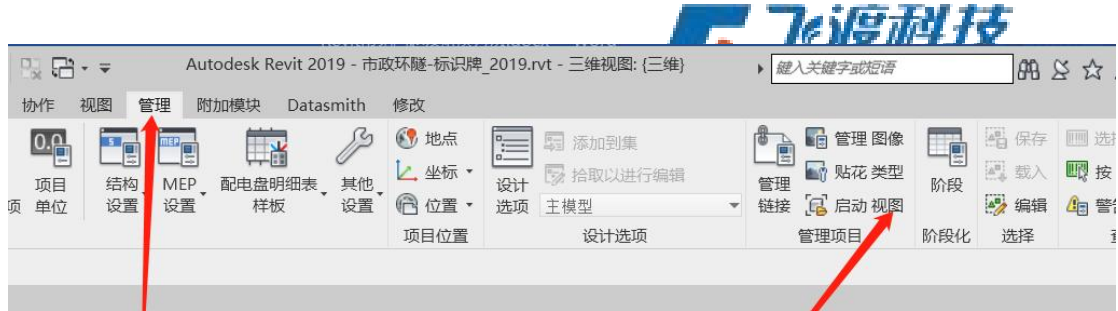 飞渡科技
Autodesk Revit 2019 - 市政环隧-标识牌_2019.rvt - 三维视图: {三维}
键入关键字或短语
协作 视图 管理 附加模块 Datasmith 修改
0.0
项目
单位
结构
设置
MEP
设置
配电盘明细表
样板
其他
设置
地点
坐标
位置
项目位置
设计
选项
添加到集
拾取以进行编辑
主模型
设计选项
管理
链接
管理 图像
贴花 类型
启动 视图
管理项目
阶段
阶段化
保存
载入
编辑
选择
按